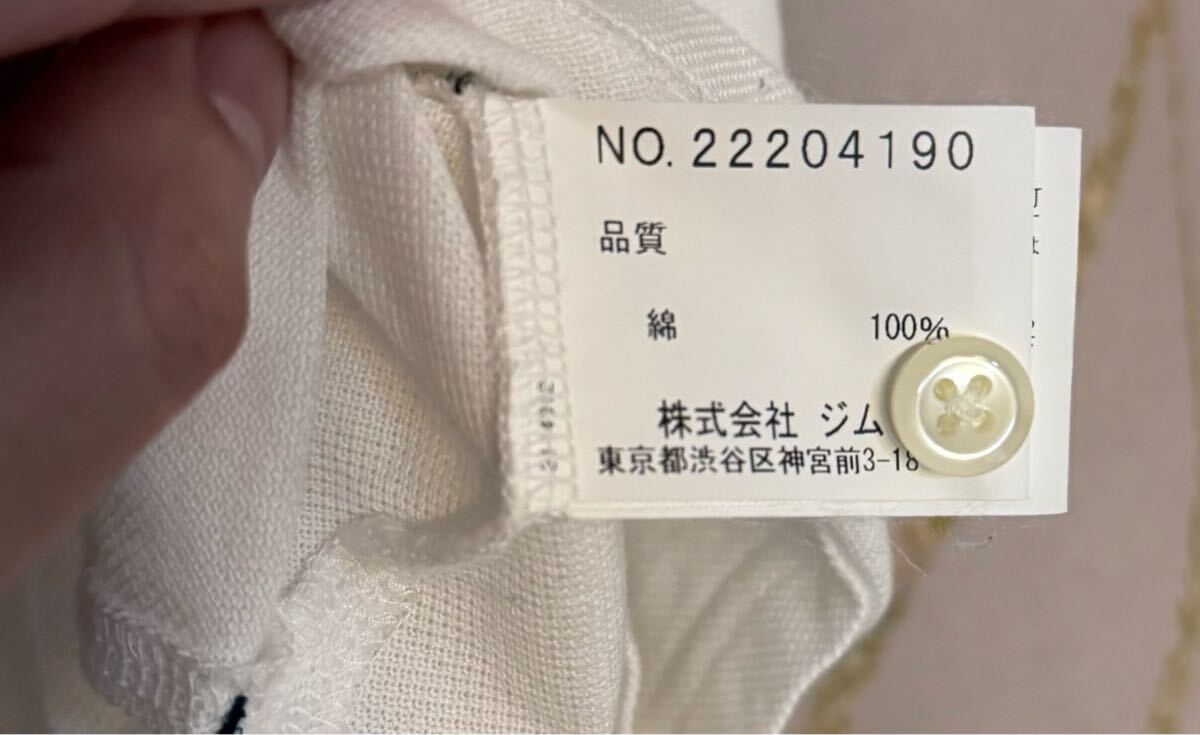 NO. 22204190
品質
綿 100%
株式会社 ジム
東京都渋谷区神宮前3-18